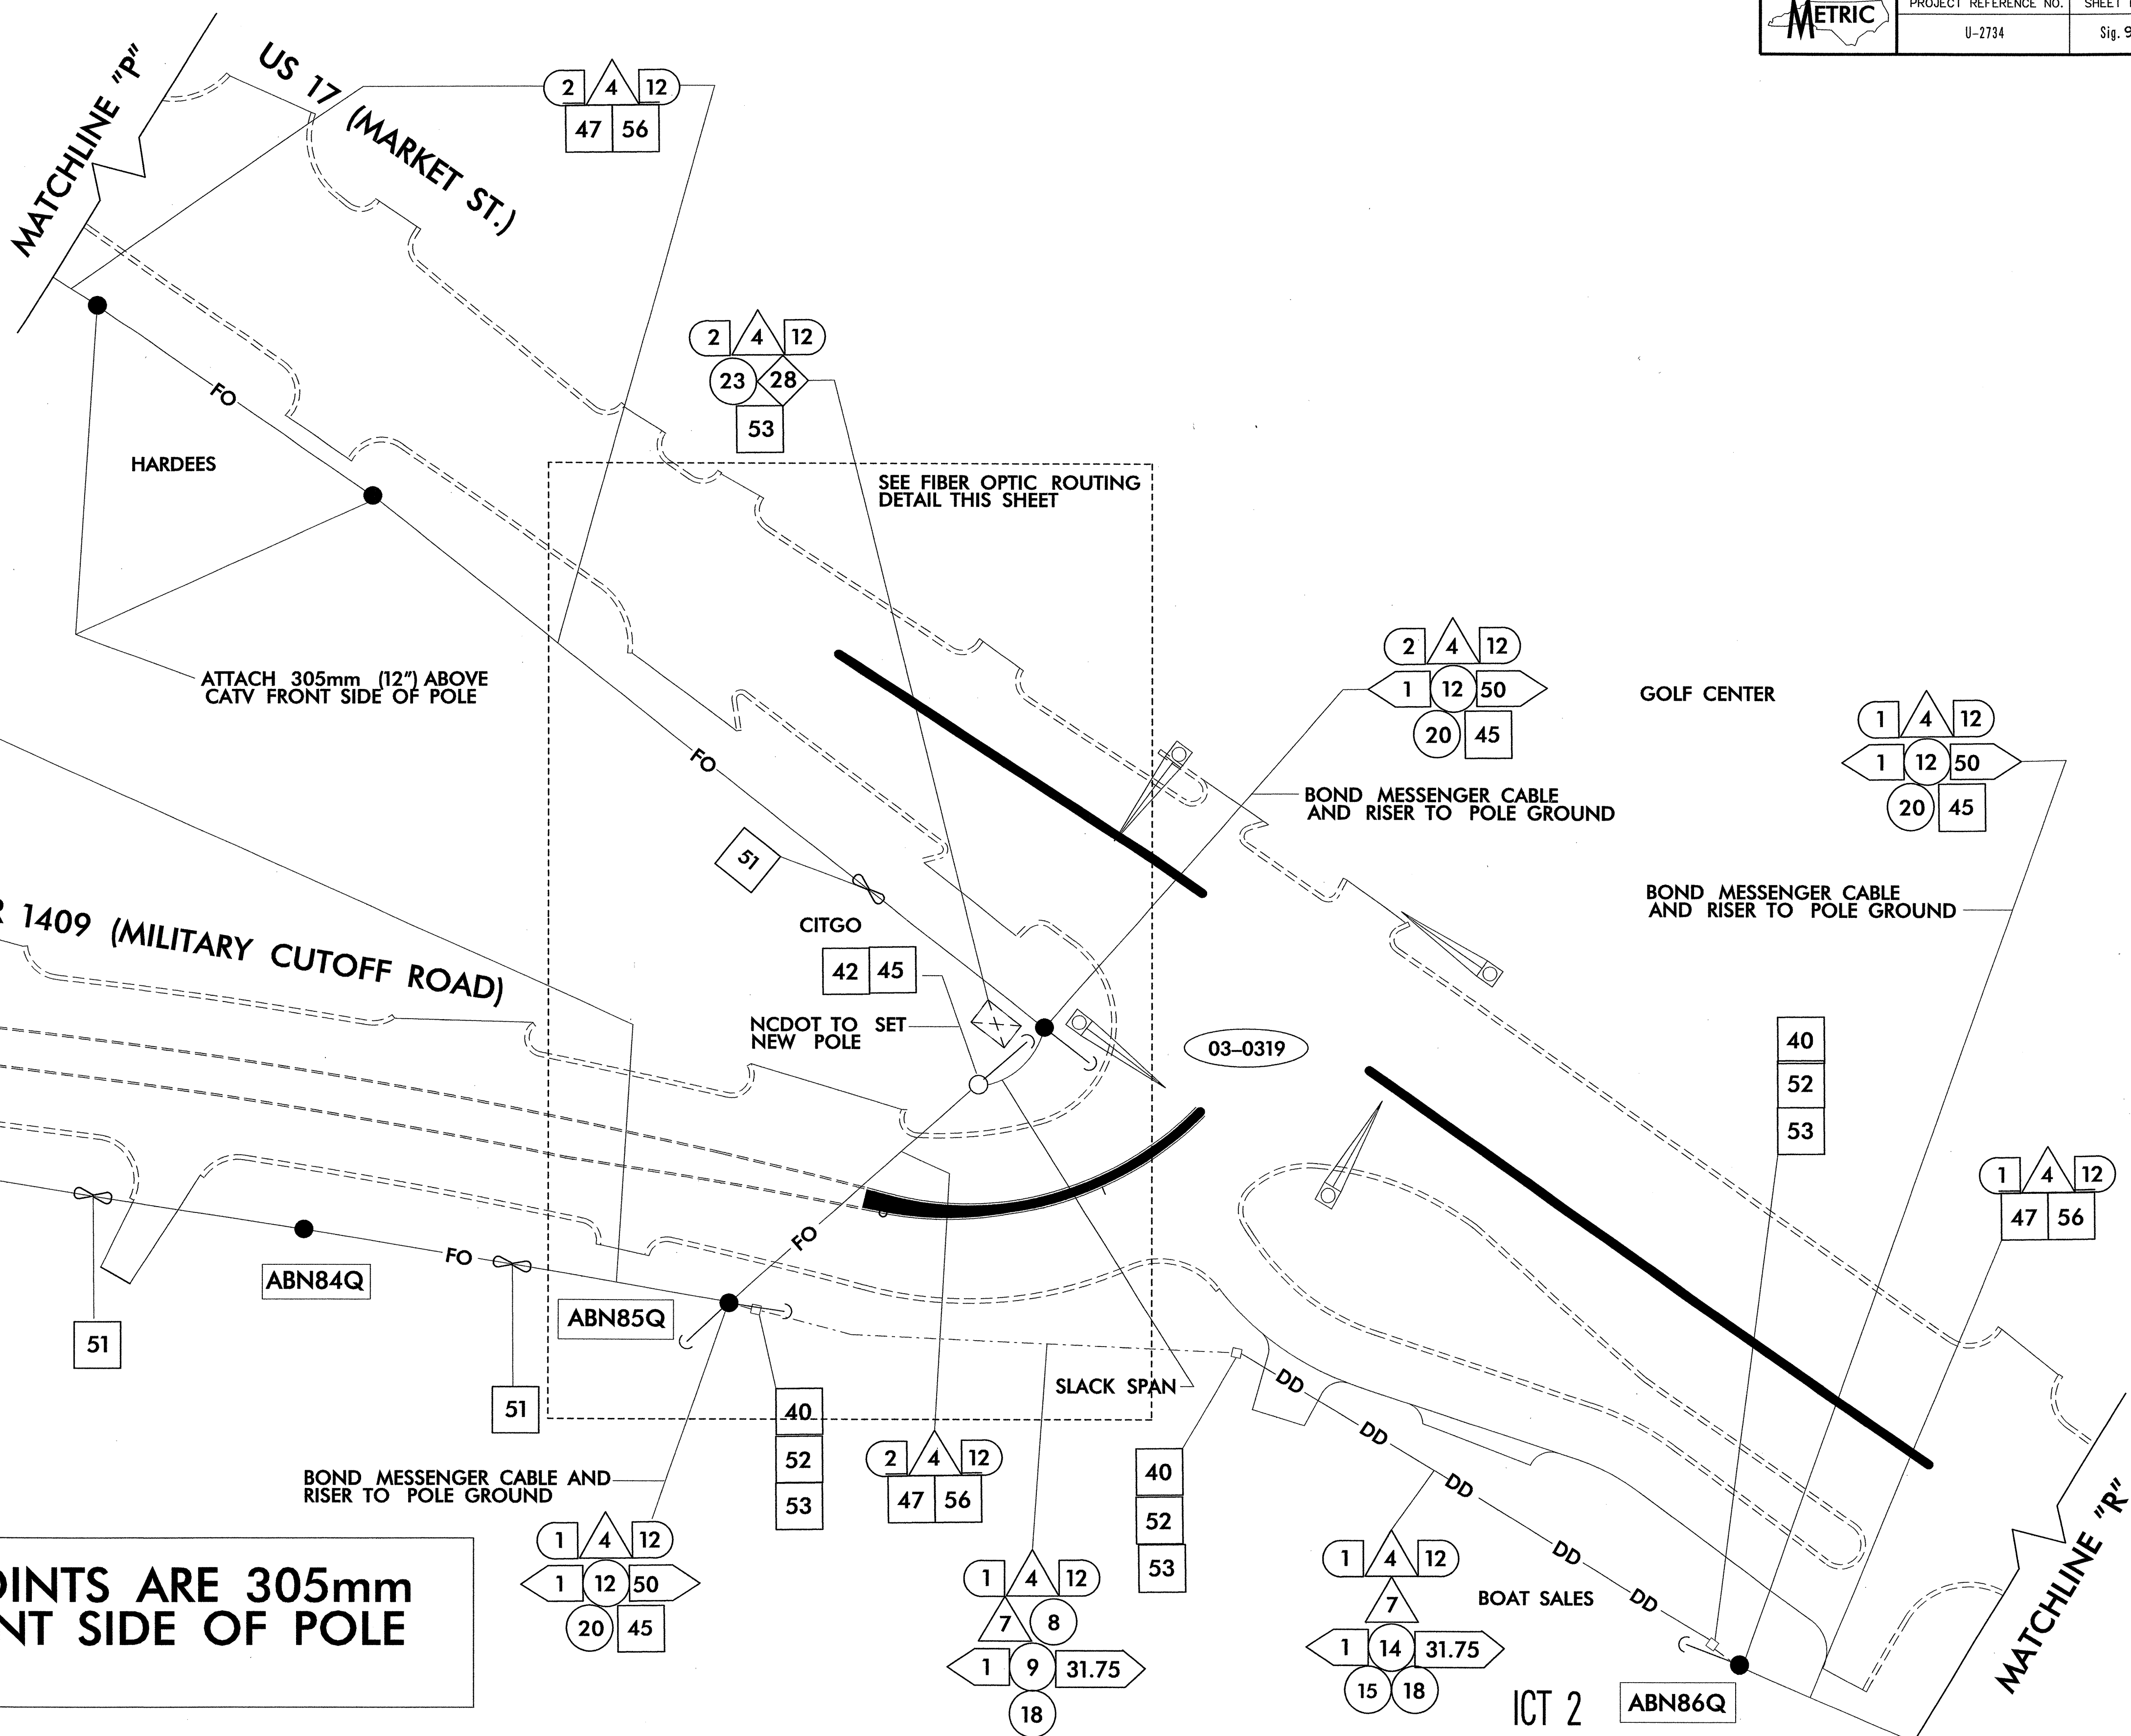 METRIC
PROJECT REFERENCE NO.
U-2734
Sig. 9
MATCHLINE "P"
US 17 (MARKET ST.)
2 4 12
47 56
2 4 12
23 28
53
FO
HARDEES
SEE FIBER OPTIC ROUTING
DETAIL THIS SHEET
ATTACH 305mm (12") ABOVE
CATV FRONT SIDE OF POLE
2 4 12
1 12 50
20 45
GOLF CENTER
1 4 12
1 12 50
20 45
FO
BOND MESSENGER CABLE
AND RISER TO POLE GROUND
51
BOND MESSENGER CABLE
AND RISER TO POLE GROUND
CITGO
1409 (MILITARY CUTOFF ROAD)
42 45
NCDOT TO SET
NEW POLE
03-0319
40
52
53
1 4 12
47 56
FO
FO
ABN84Q
ABN85Q
51
51
SLACK SPAN
DD
DD
DD
DD
DD
40
52
53
2 4 12
47 56
40
52
53
BOND MESSENGER CABLE AND
RISER TO POLE GROUND
1 4 12
1 12 50
20 45
1 4 12
7 8
1 9 31.75
18
1 4 12
7
1 14 31.75
15 18
BOAT SALES
MATCHLINE "R"
ICT 2
ABN86Q
ARE 305mm
SIDE OF POLE